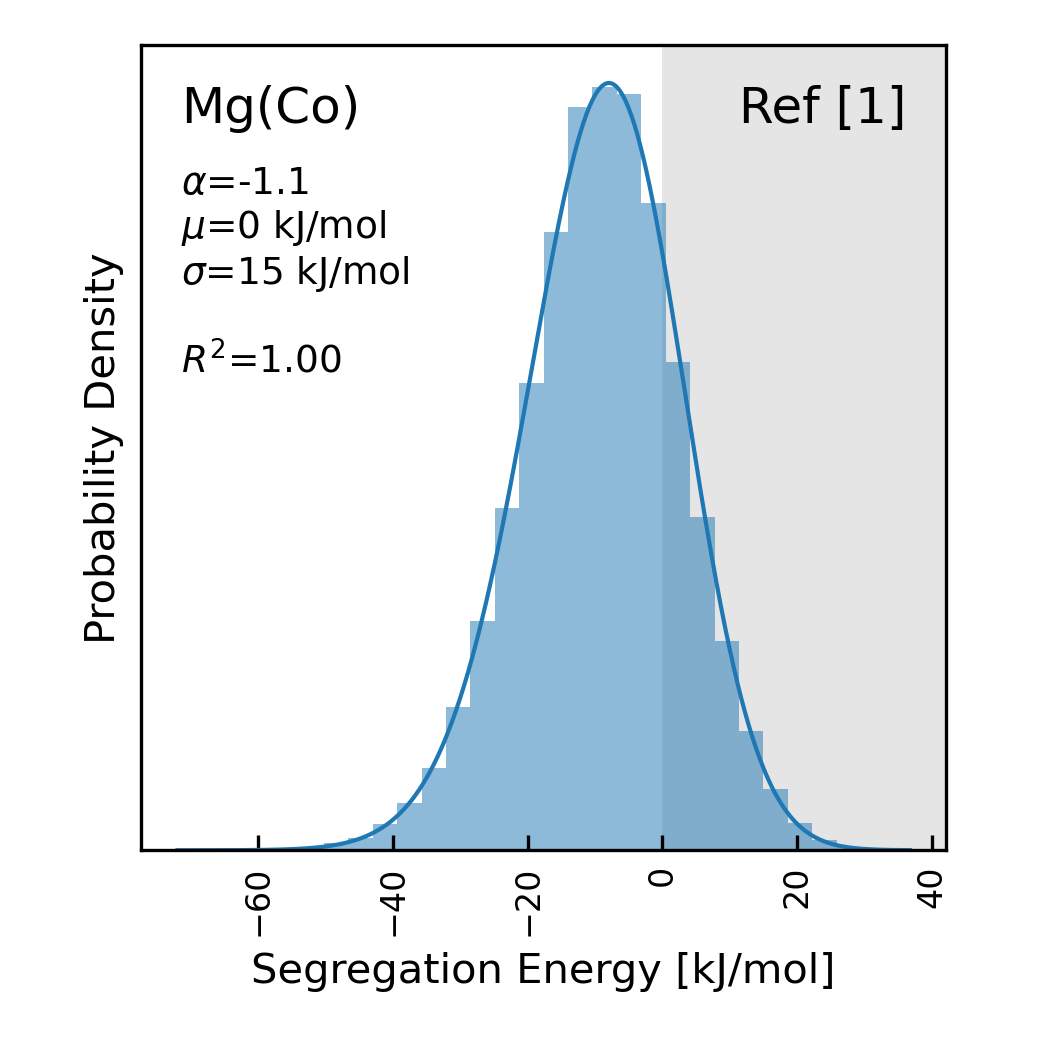 Mg(Co)
Ref [1]
α=-1.1
μ=0 kJ/mol
σ=15 kJ/mol
R²=1.00
Probability Density
−60
−40
−20
0
20
40
Segregation Energy [kJ/mol]